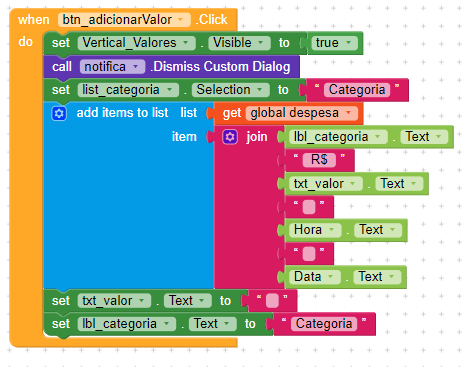 when btn_adicionarValor .Click
do set Vertical_Valores . Visible to true
call notifica .Dismiss Custom Dialog
set list_categoria . Selection to “ Categoria ”
add items to list list get global despesa
item join lbl_categoria . Text
“ R$ ”
txt_valor . Text
“ ”
Hora . Text
“ ”
Data . Text
set txt_valor . Text to “ ”
set lbl_categoria . Text to “ Categoria ”